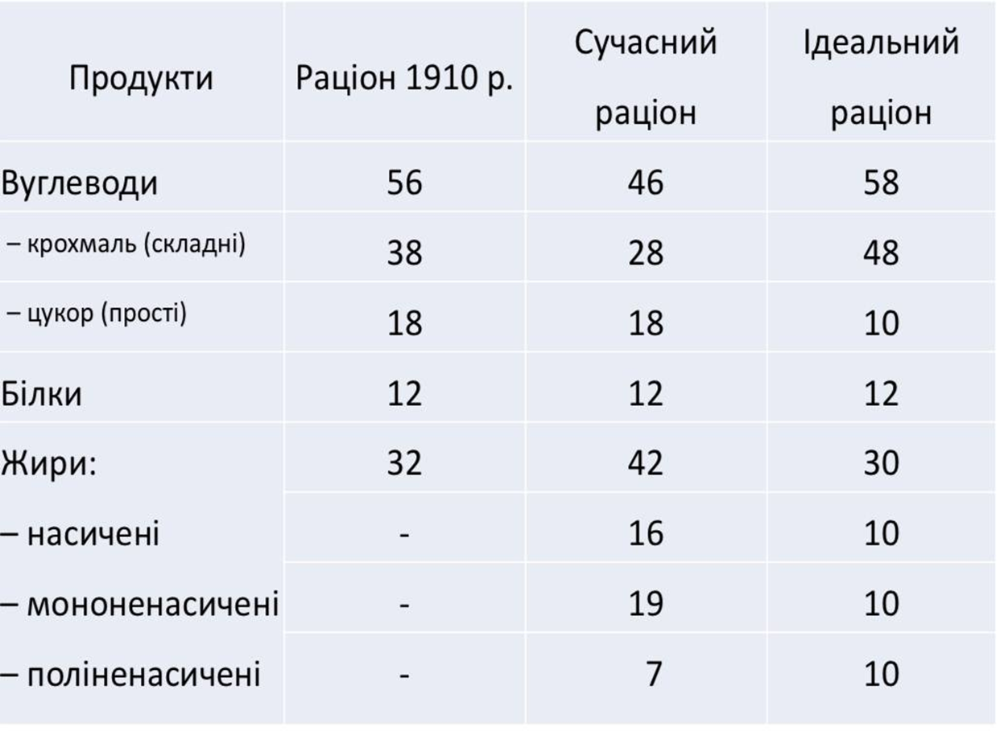 Продукти Раціон 1910 р. Сучасний раціон Ідеальний раціон
Вуглеводи 56 46 58
– крохмаль (складні) 38 28 48
– цукор (прості) 18 18 10
Білки 12 12 12
Жири: 32 42 30
– насичені - 16 10
– мононенасичені - 19 10
– поліненасичені - 7 10